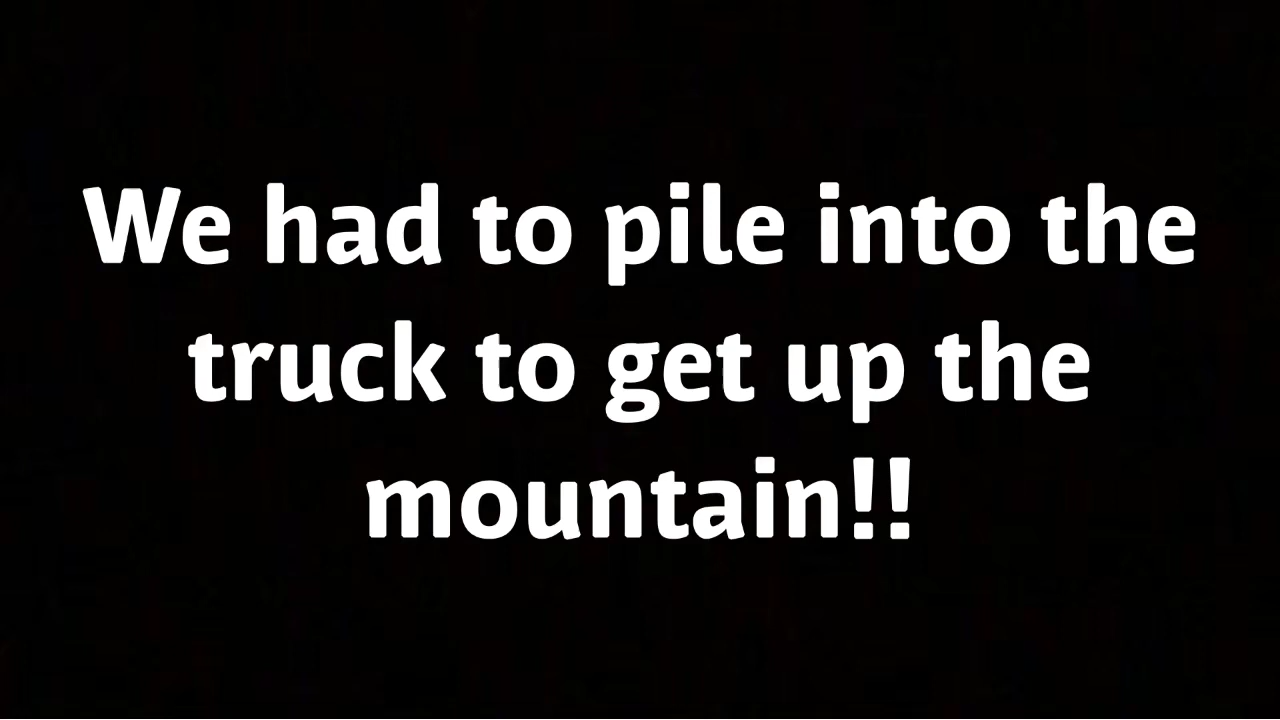 We had to pile into the
truck to get up the
mountain!!